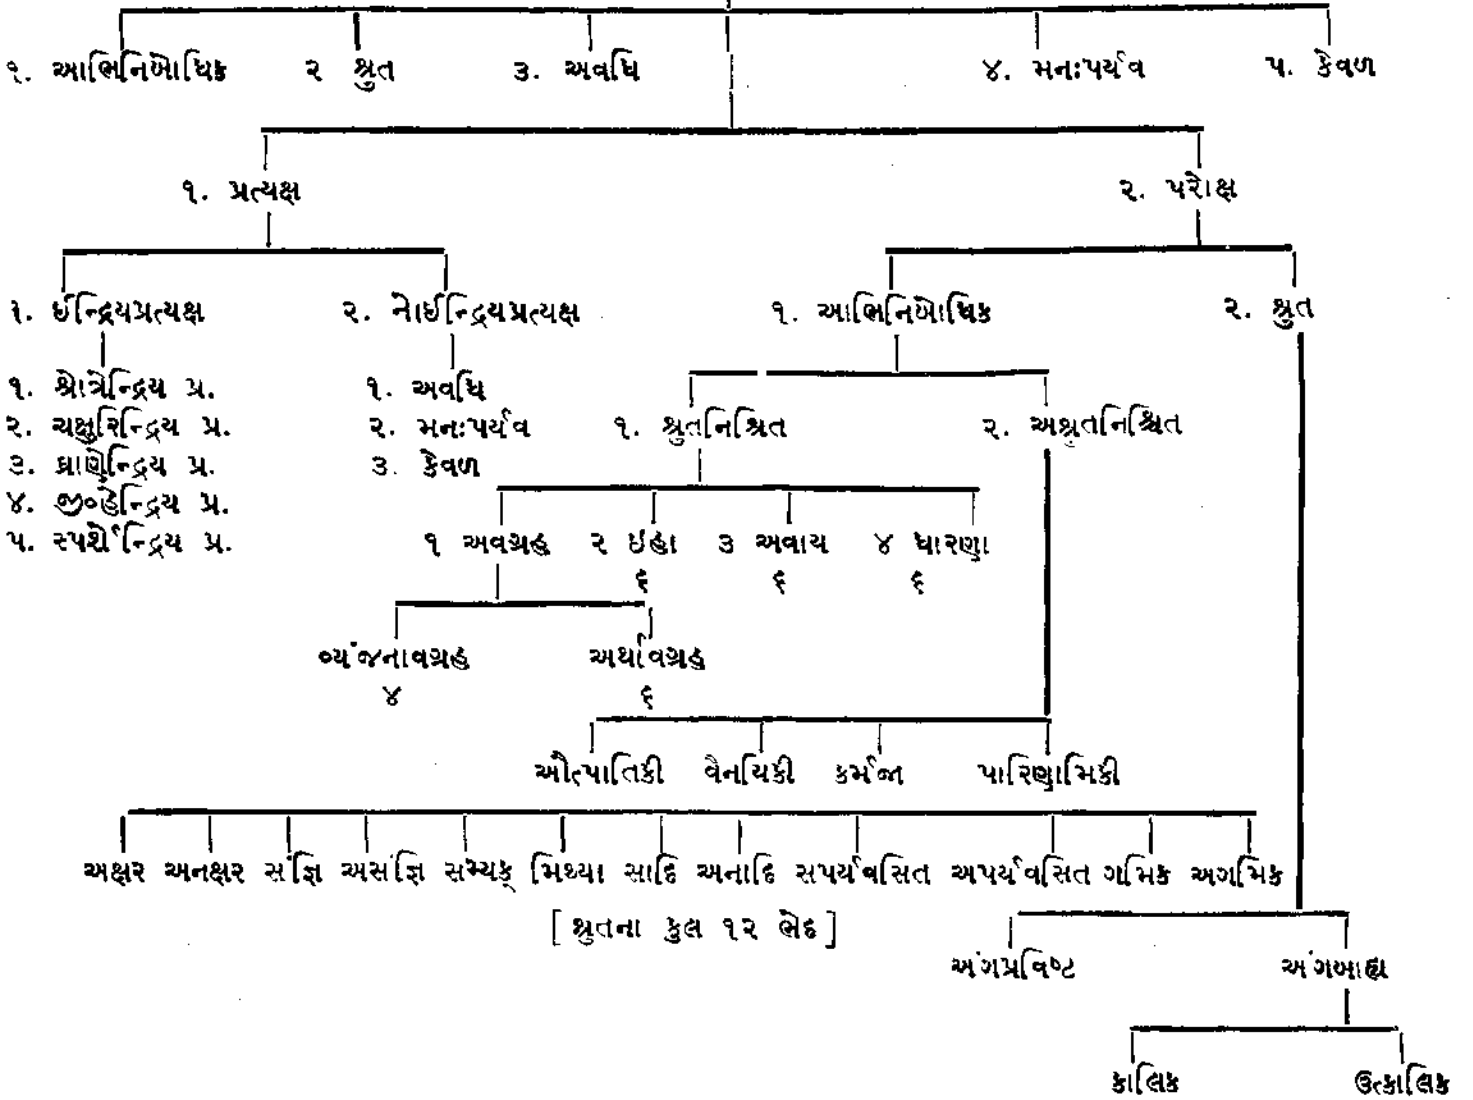 ૧. આભિનિબોધિક ૨ શ્રુત ૩. અવધિ ૪. મનઃપર્યવ ૫. કેવળ
૧. પ્રત્યક્ષ ૨. પરોક્ષ
૧. ઈન્દ્રિયપ્રત્યક્ષ ૨. નોઈન્દ્રિયપ્રત્યક્ષ ૧. આભિનિબોધિક ૨. શ્રુત
૧. શ્રોત્રેન્દ્રિય પ્ર. ૧. અવધિ
૨. ચક્ષુરિન્દ્રિય પ્ર. ૨. મનઃપર્યવ ૧. શ્રુતનિશ્રિત ૨. અશ્રુતનિશ્રિત
૩. ઘ્રાણેન્દ્રિય પ્ર. ૩. કેવળ
૪. જીવ્હેન્દ્રિય પ્ર.
૫. સ્પર્શેન્દ્રિય પ્ર. ૧ અવગ્રહ ૨ ઇહા ૩ અવાય ૪ ધારણા
૬ ૬ ૬
વ્યંજનાવગ્રહ અર્થાવગ્રહ
૪ ૬
ઔત્પાતિકી વૈનયિકી કર્મજા પારિણામિકી
અક્ષર અનક્ષર સંજ્ઞિ અસંજ્ઞિ સમ્યક્ મિથ્યા સાદિ અનાદિ સપર્યવસિત અપર્યવસિત ગમિક અગમિક
[ શ્રુતના કુલ ૧૨ ભેદ ]
અંગપ્રવિષ્ટ અંગબાહ્ય
કાલિક ઉત્કાલિક